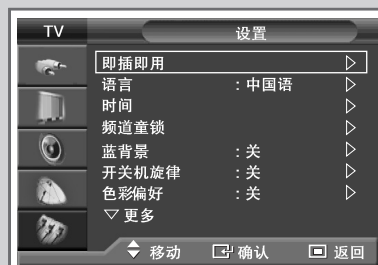 TV 设置
即插即用
语言 : 中国语
时间
频道童锁
蓝背景 : 关
开关机旋律 : 关
色彩偏好 : 关
▽更多
移动 确认 返回